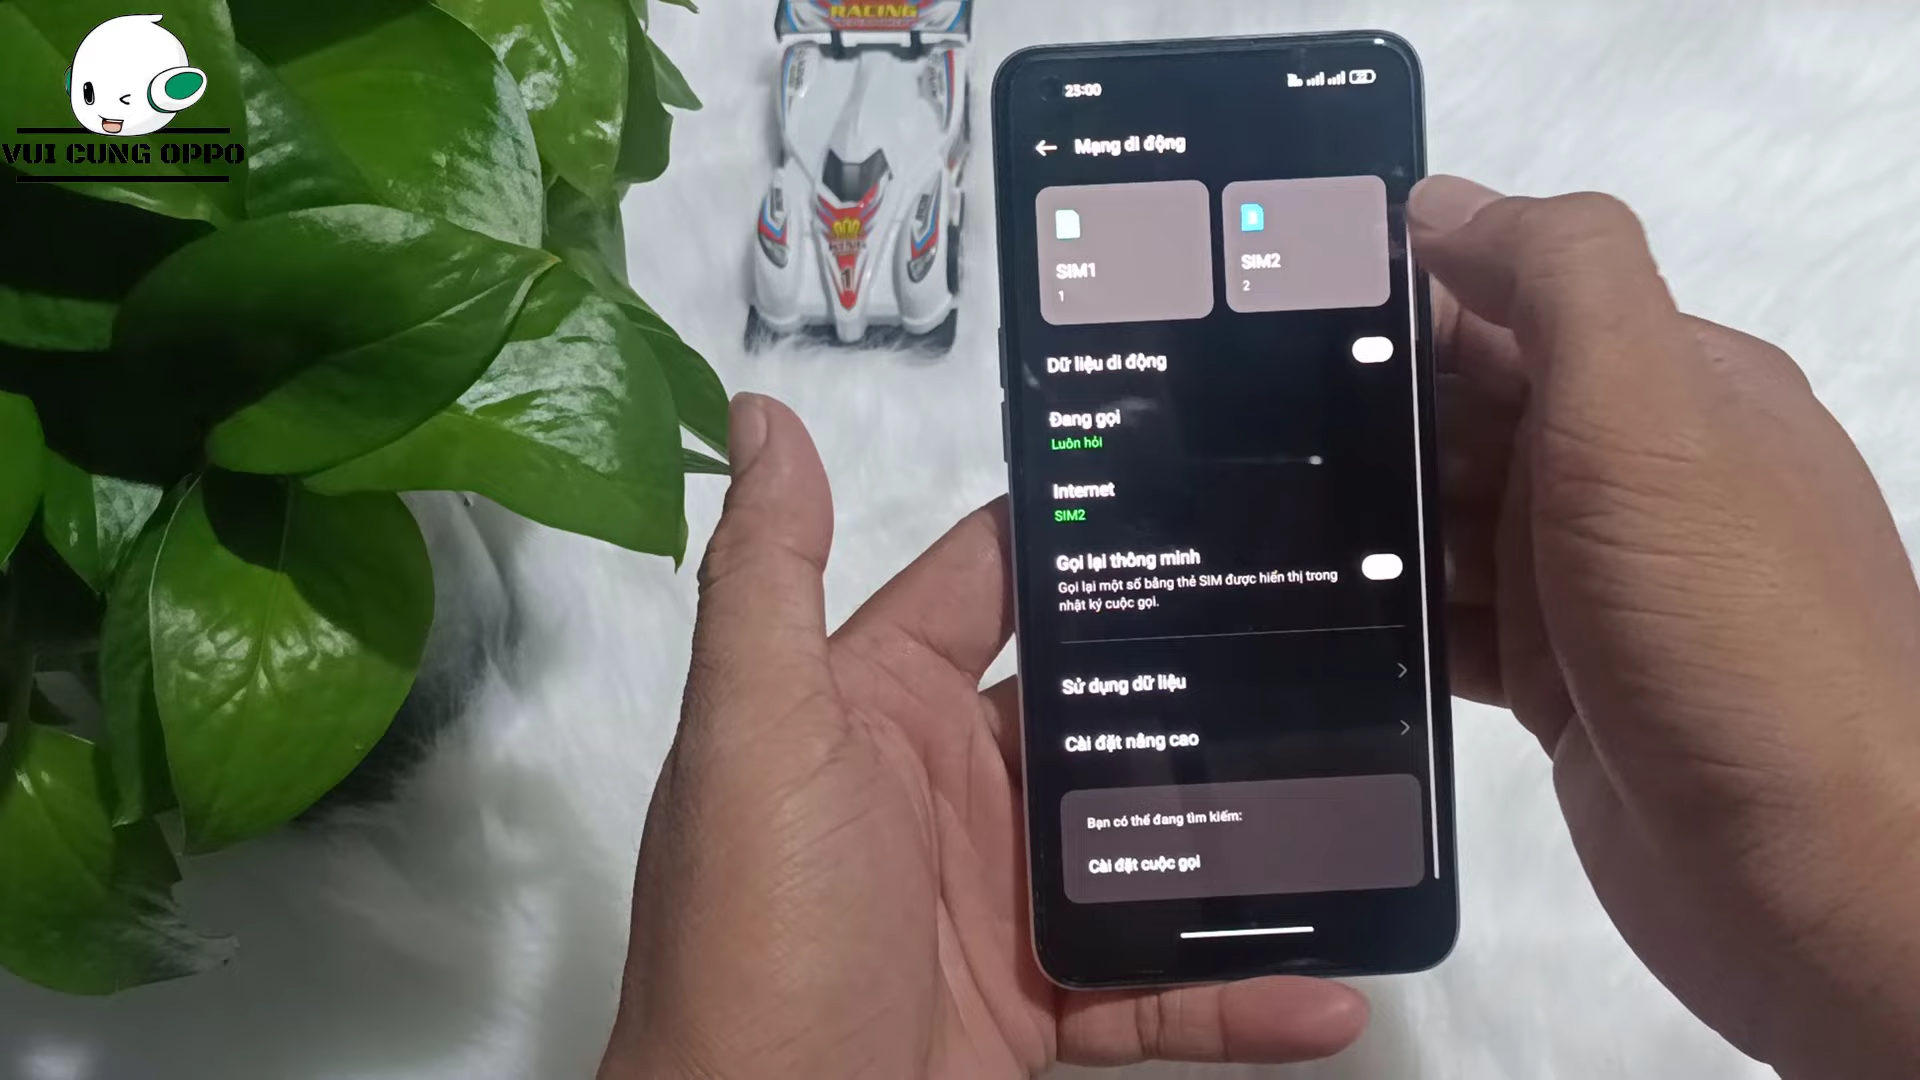 VUI CUNG OPPO
RACING
KING
1
23:00
22
Mạng di động
SIM1
1
SIM2
2
Dữ liệu di động
Đang gọi
Luôn hỏi
Internet
SIM2
Gọi lại thông minh
Gọi lại một số bằng thẻ SIM được hiển thị trong
nhật ký cuộc gọi.
Sử dụng dữ liệu
Cài đặt nâng cao
Bạn có thể đang tìm kiếm:
Cài đặt cuộc gọi